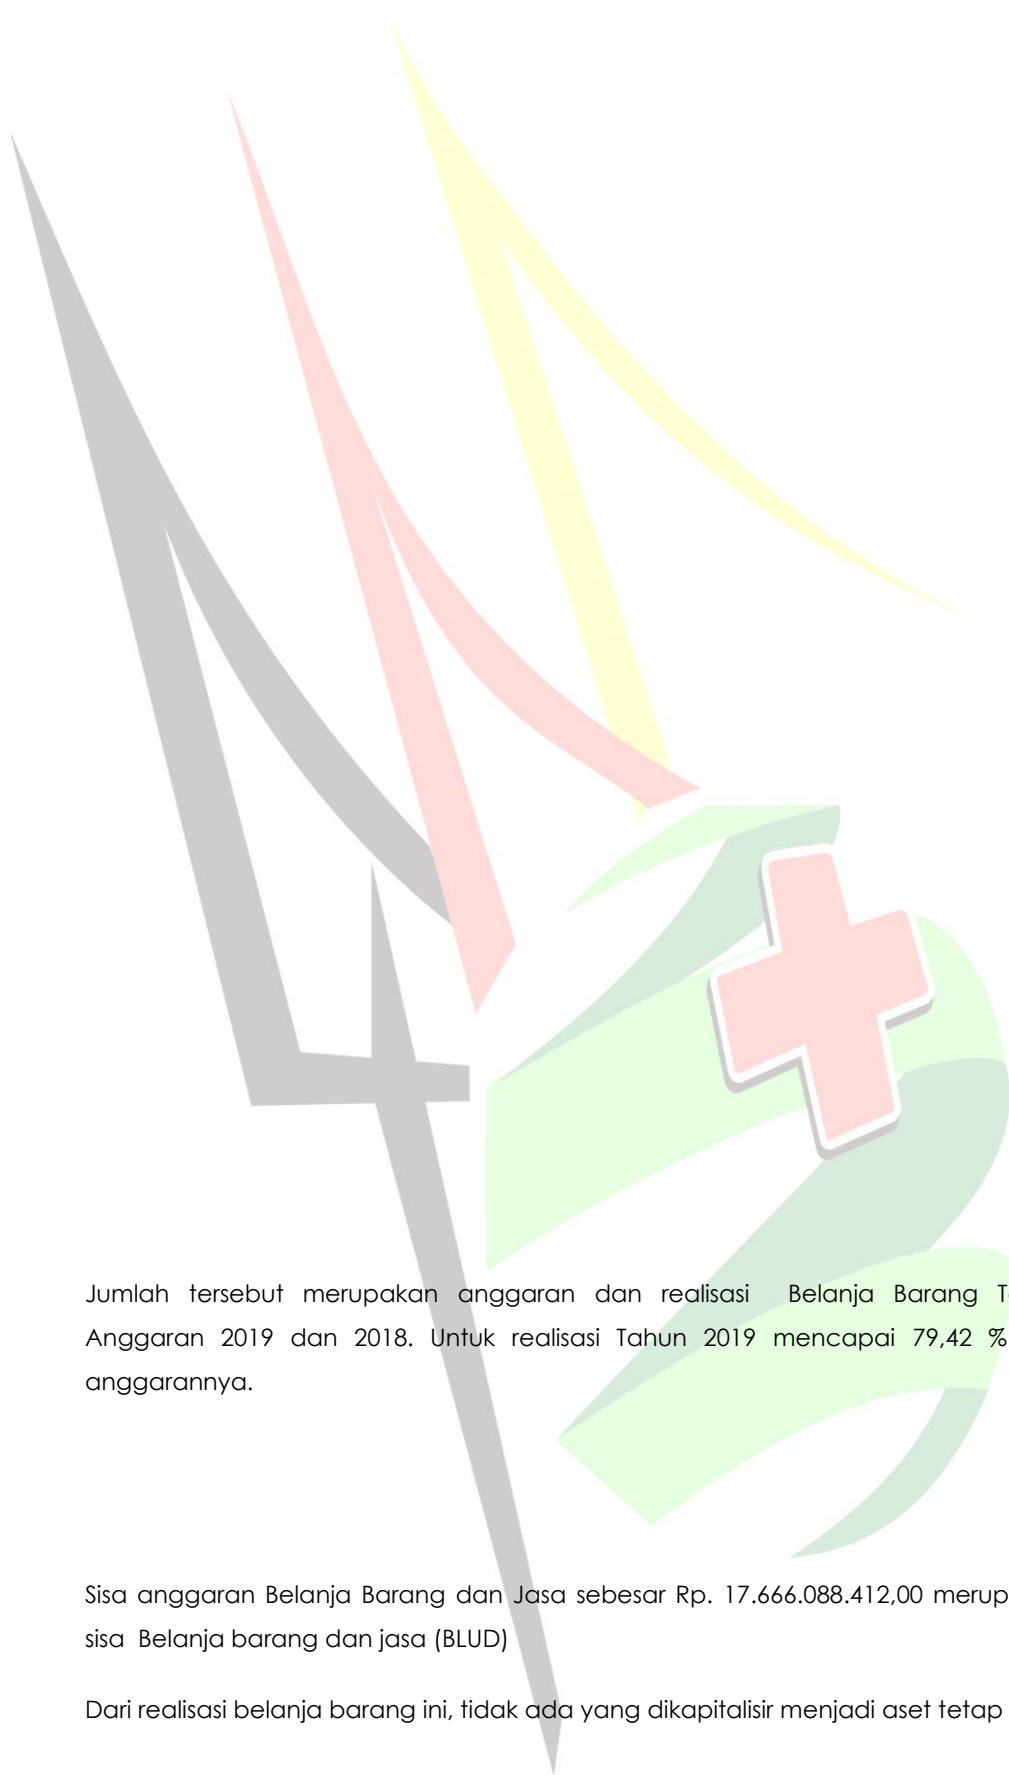 Jumlah tersebut merupakan anggaran dan realisasi Belanja Barang
Anggaran 2019 dan 2018. Untuk realisasi Tahun 2019 mencapai 79,42 %
anggarannya.
Sisa anggaran Belanja Barang dan Jasa sebesar Rp. 17.666.088.412,00
sisa Belanja barang dan jasa (BLUD)
Dari realisasi belanja barang ini, tidak ada yang dikapitalisir menjadi aset tetap